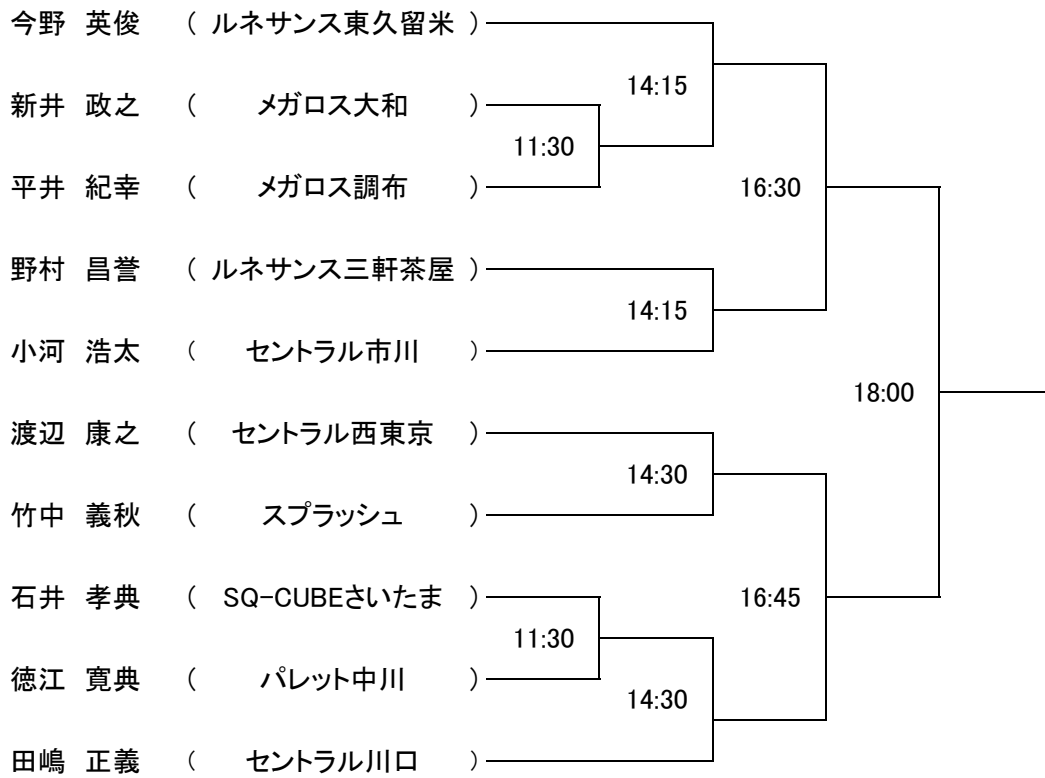 今野 英俊 ( ルネサンス東久留米 )
14:15
新井 政之 ( メガロス大和 )
11:30
平井 紀幸 ( メガロス調布 )
16:30
野村 昌誉 ( ルネサンス三軒茶屋 )
14:15
小河 浩太 ( セントラル市川 )
18:00
渡辺 康之 ( セントラル西東京 )
14:30
竹中 義秋 ( スプラッシュ )
石井 孝典 ( SQ-CUBEさいたま )
16:45
11:30
徳江 寛典 ( パレット中川 )
14:30
田嶋 正義 ( セントラル川口 )